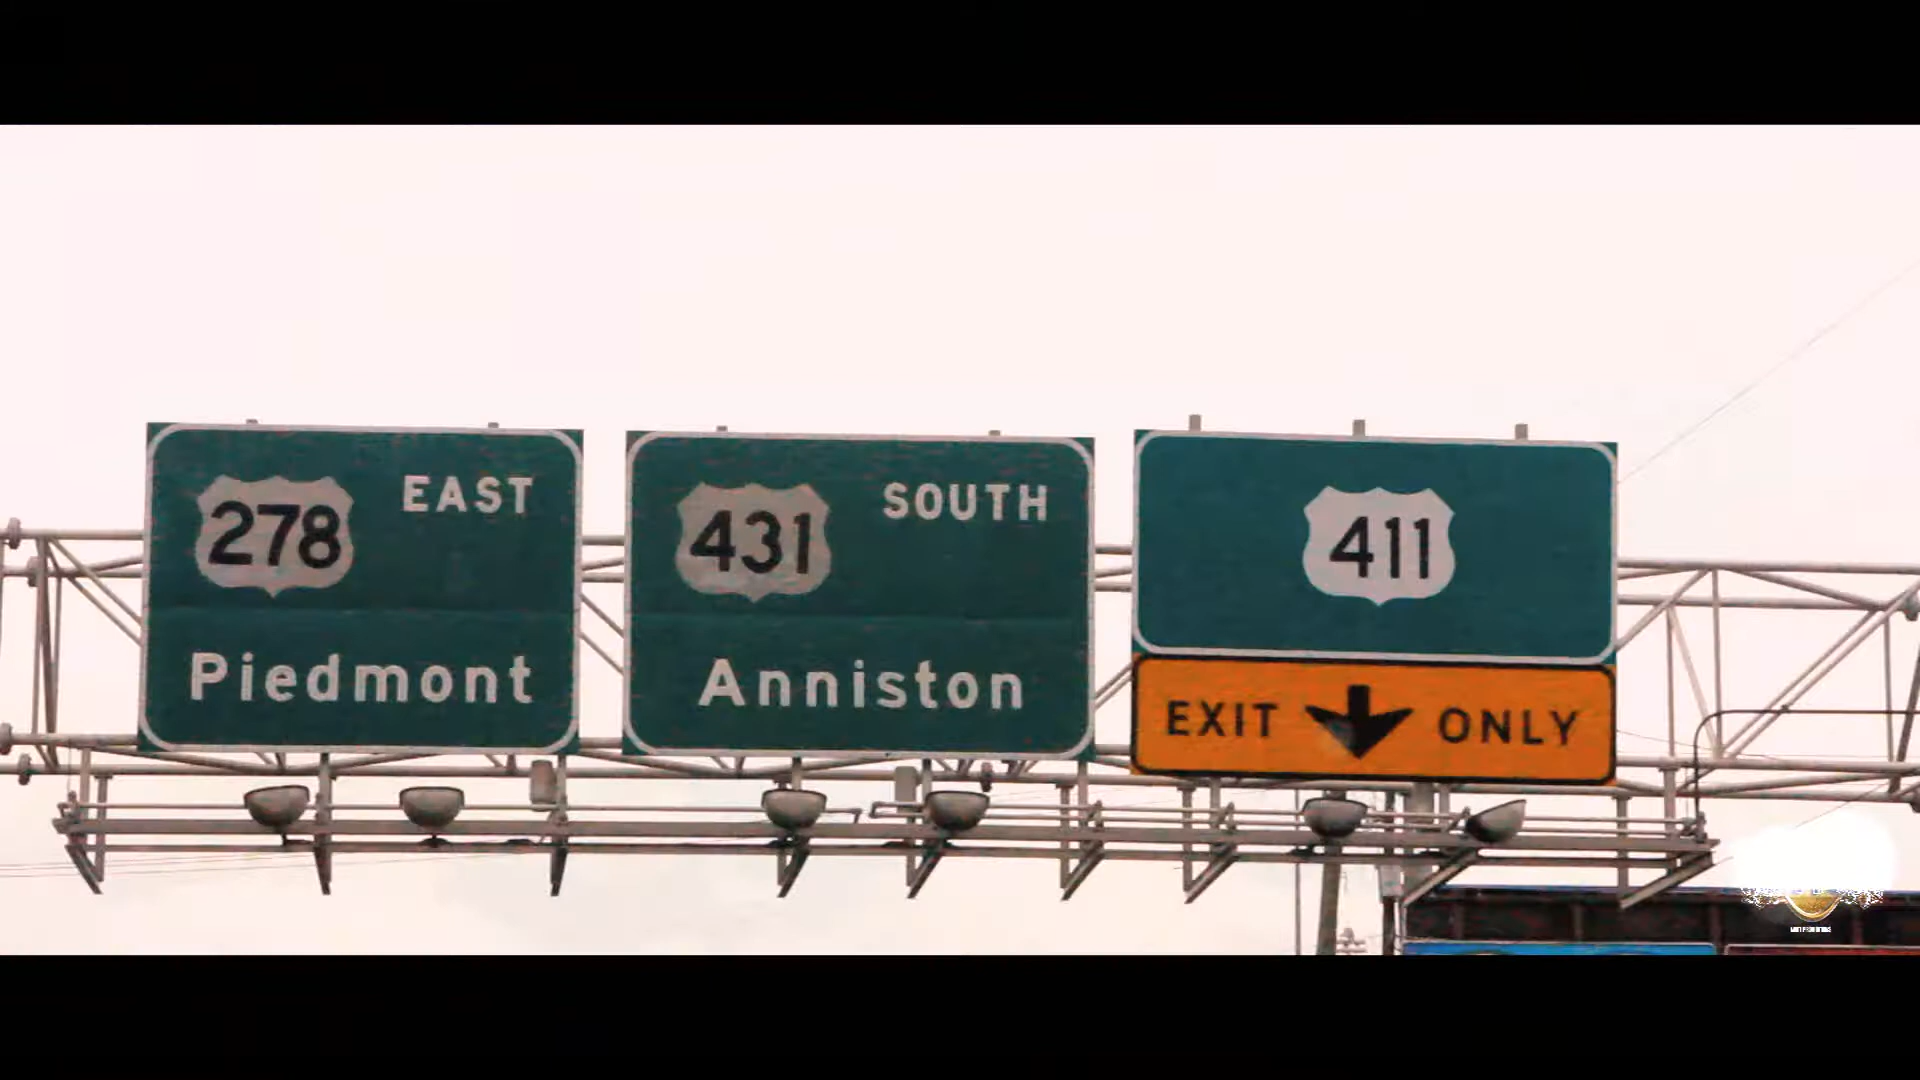 278 EAST
Piedmont
431 SOUTH
Anniston
411
EXIT ONLY